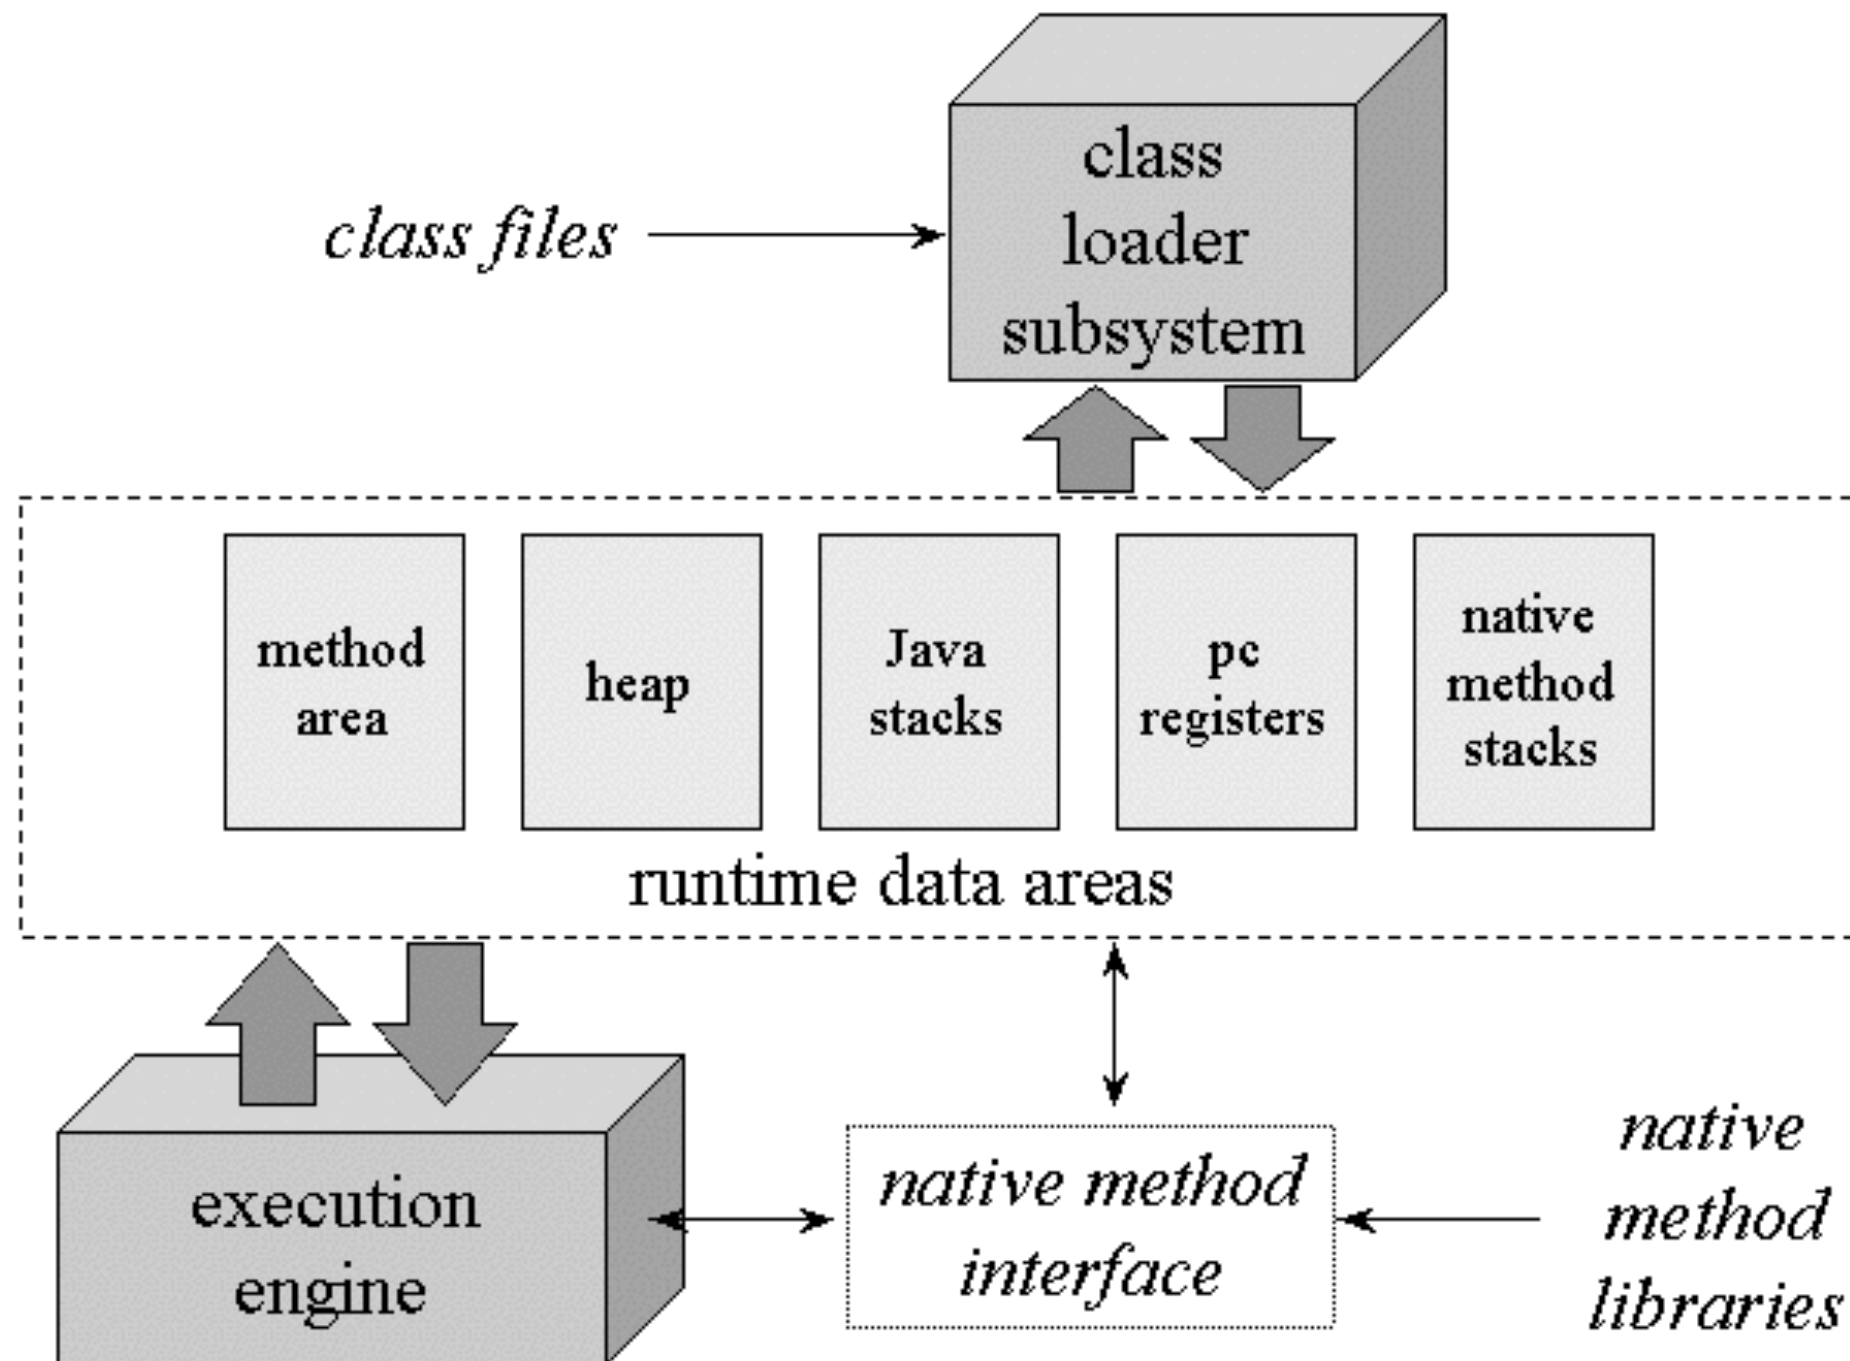 class
loader
subsystem
class files
method
area
heap
Java
stacks
pc
registers
native
method
stacks
runtime data areas
execution
engine
native method
interface
native
method
libraries